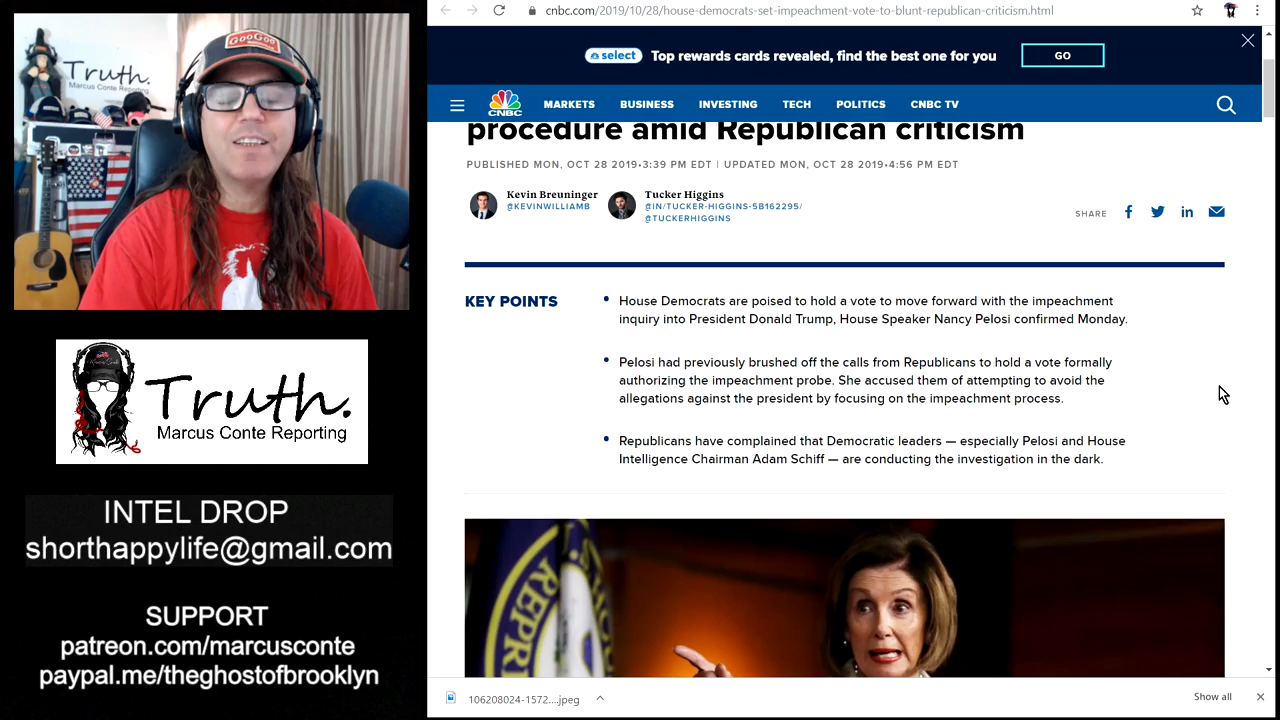 GOOGOO
Truth.
Marcus Conte Reporting
Truth.
Marcus Conte Reporting
INTEL DROP
shorthappylife@gmail.com
SUPPORT
patreon.com/marcusconte
paypal.me/theghostofbrooklyn
cnbc.com/2019/10/28/house-democrats-set-impeachment-vote-to-blunt-republican-criticism.html
select Top rewards cards revealed, find the best one for you GO
CNBC MARKETS BUSINESS INVESTING TECH POLITICS CNBC TV
procedure amid Republican criticism
PUBLISHED MON, OCT 28 2019•3:39 PM EDT | UPDATED MON, OCT 28 2019•4:56 PM EDT
Kevin Breuninger
@KEVINWILLIAMB
Tucker Higgins
@IN/TUCKER-HIGGINS-5B162295/
@TUCKERHIGGINS
SHARE
KEY POINTS
• House Democrats are poised to hold a vote to move forward with the impeachment
inquiry into President Donald Trump, House Speaker Nancy Pelosi confirmed Monday.
• Pelosi had previously brushed off the calls from Republicans to hold a vote formally
authorizing the impeachment probe. She accused them of attempting to avoid the
allegations against the president by focusing on the impeachment process.
• Republicans have complained that Democratic leaders — especially Pelosi and House
Intelligence Chairman Adam Schiff — are conducting the investigation in the dark.
106208024-1572....jpeg
Show all